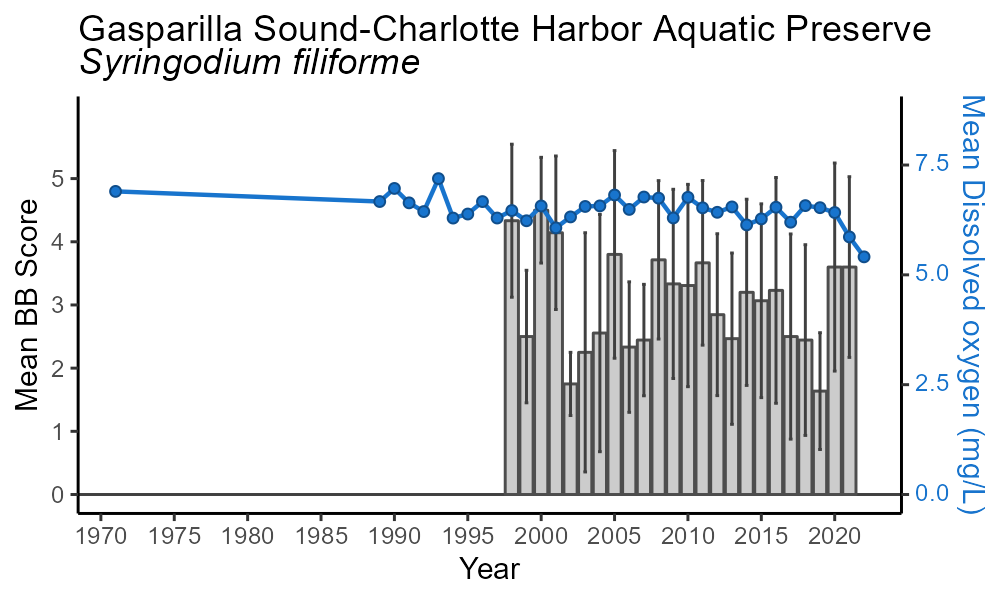 Gasparilla Sound-Charlotte Harbor Aquatic Preserve
Syringodium filiforme
Mean BB Score
5
4
3
2
1
0
7.5
5.0
2.5
0.0
Mean Dissolved oxygen (mg/L)
1970 1975 1980 1985 1990 1995 2000 2005 2010 2015 2020
Year